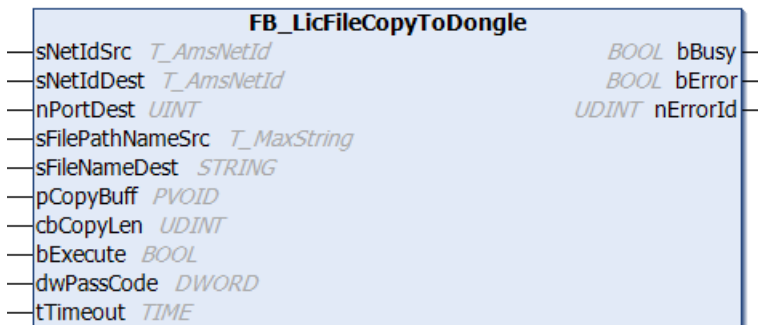 FB_LicFileCopyToDongle
sNetIdSrc T_AmsNetId BOOL bBusy
sNetIdDest T_AmsNetId BOOL bError
nPortDest UINT UDINT nErrorId
sFilePathNameSrc T_MaxString
sFileNameDest STRING
pCopyBuff PVOID
cbCopyLen UDINT
bExecute BOOL
dwPassCode DWORD
tTimeout TIME